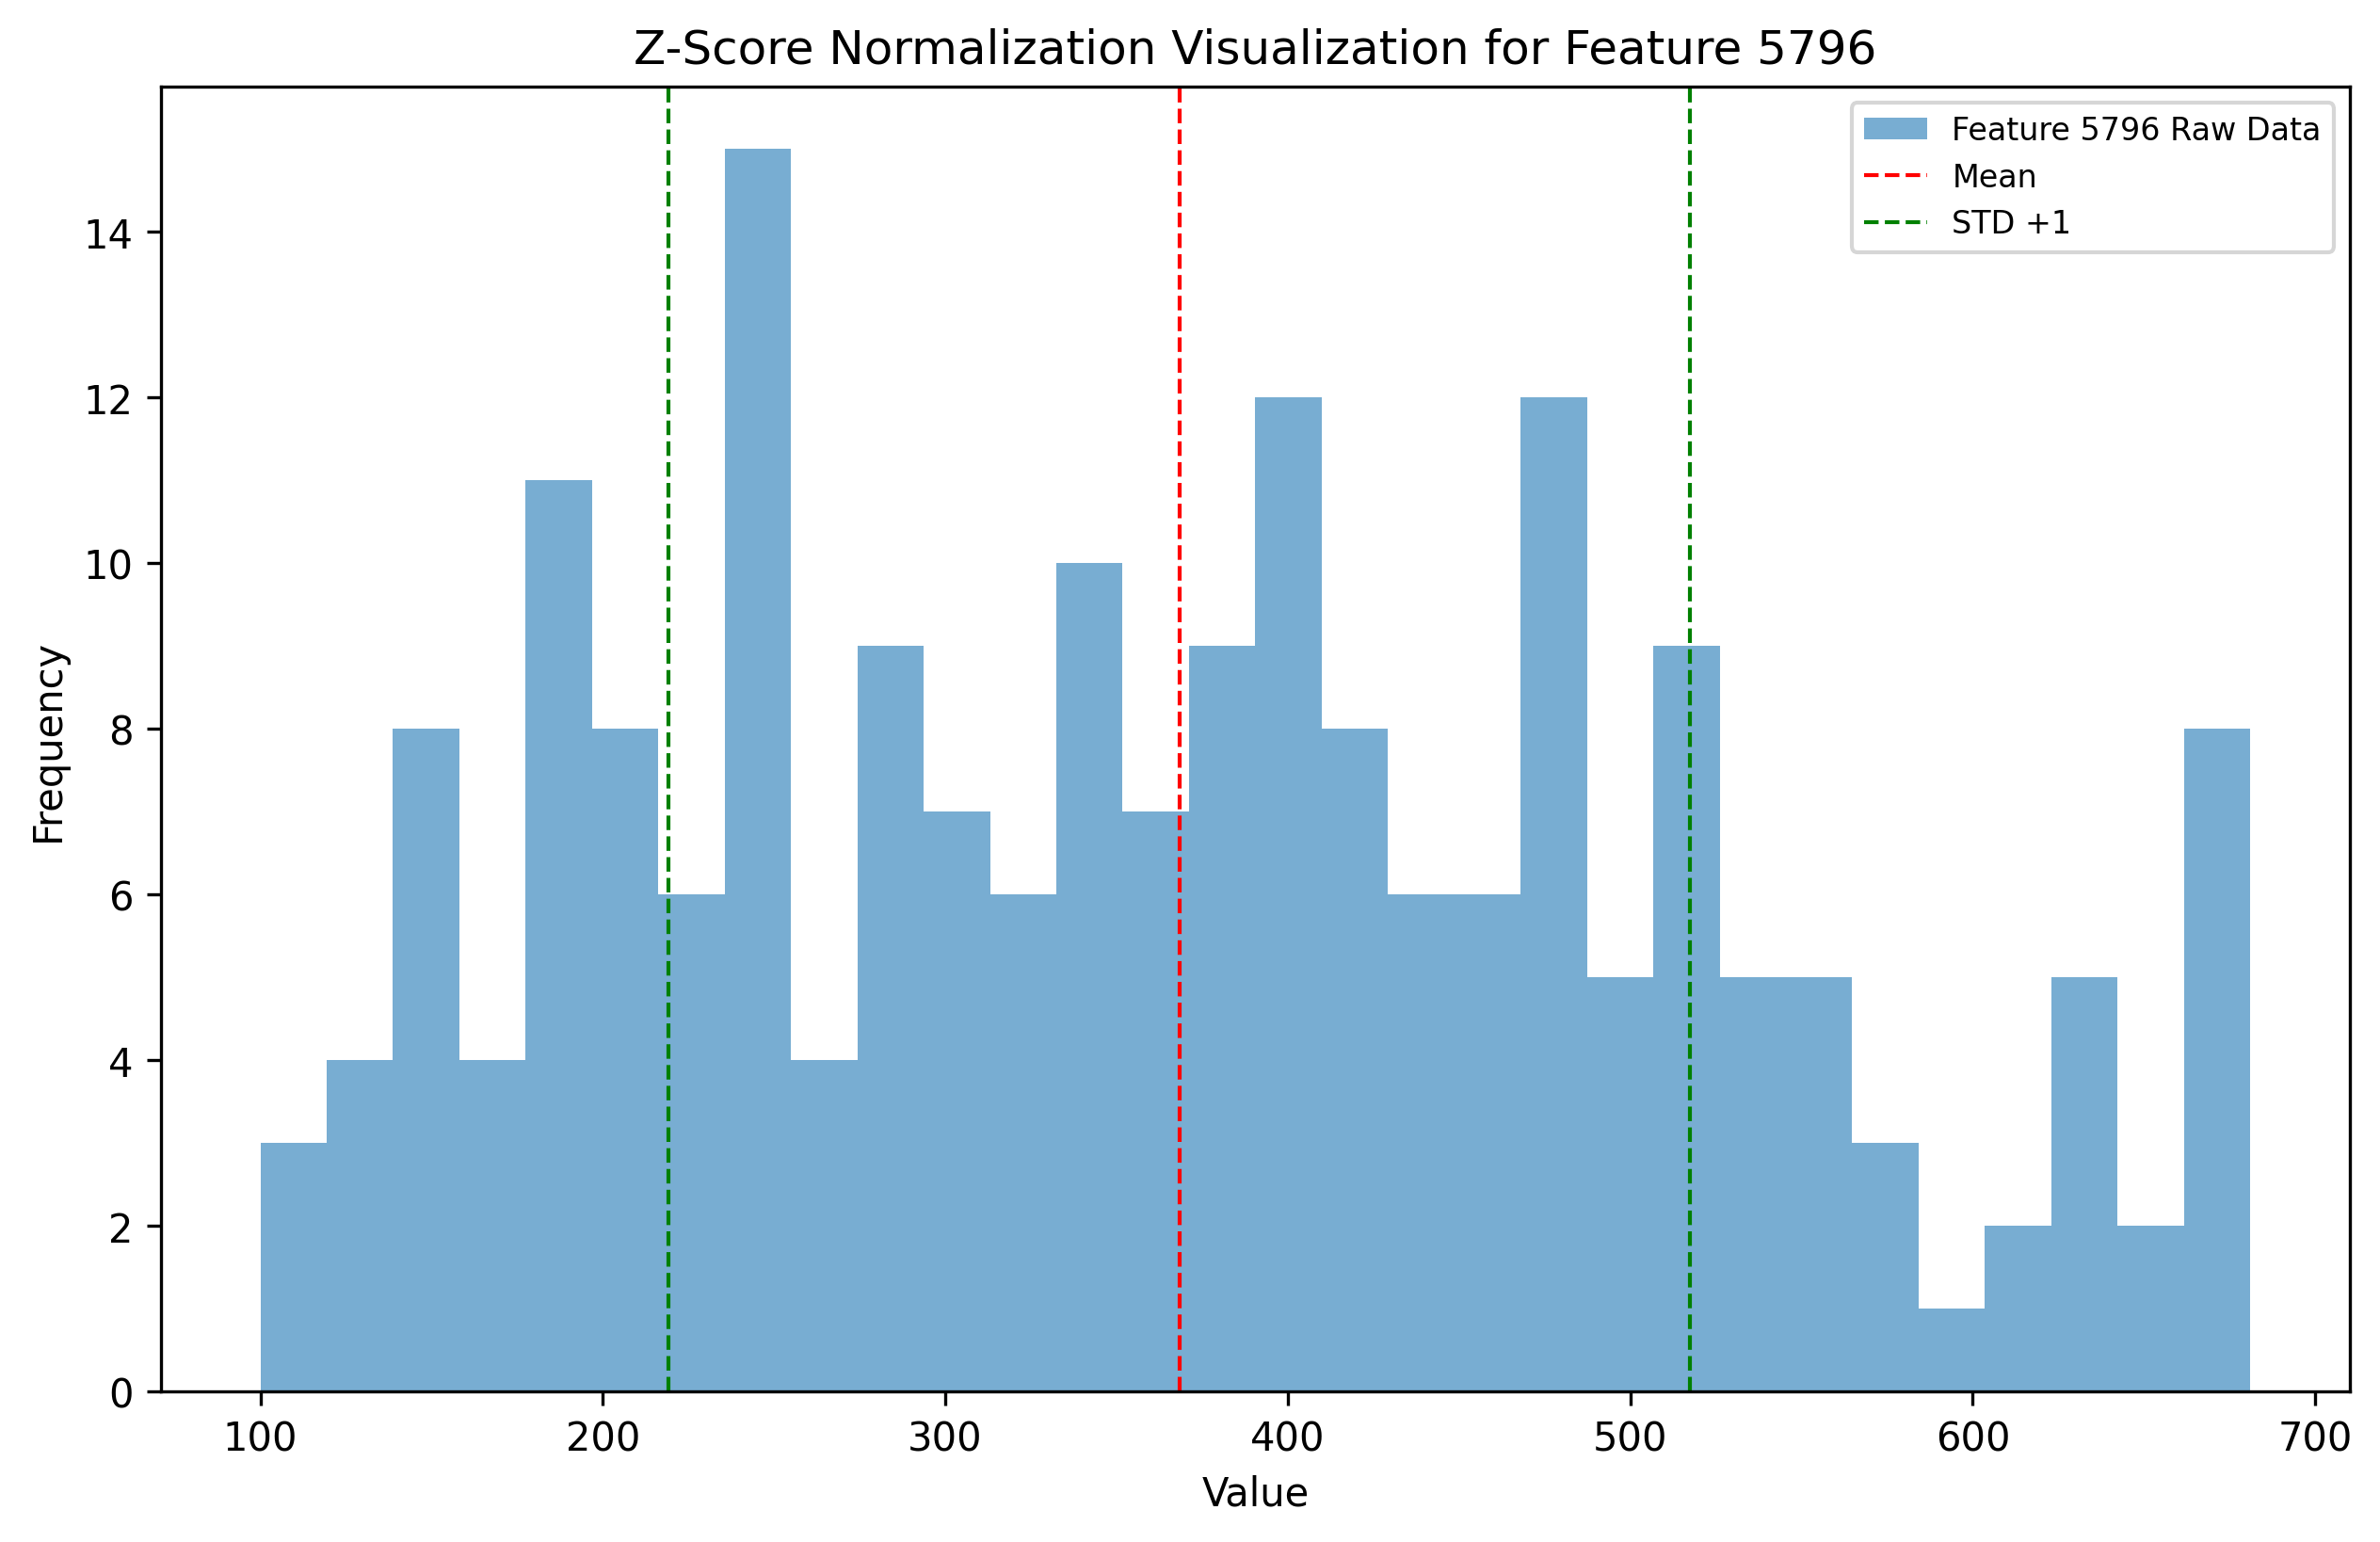 Z-Score Normalization Visualization for Feature 5796
Feature 5796 Raw Data
Mean
STD +1
14
12
10
8
6
4
2
0
Frequency
100 200 300 400 500 600 700
Value